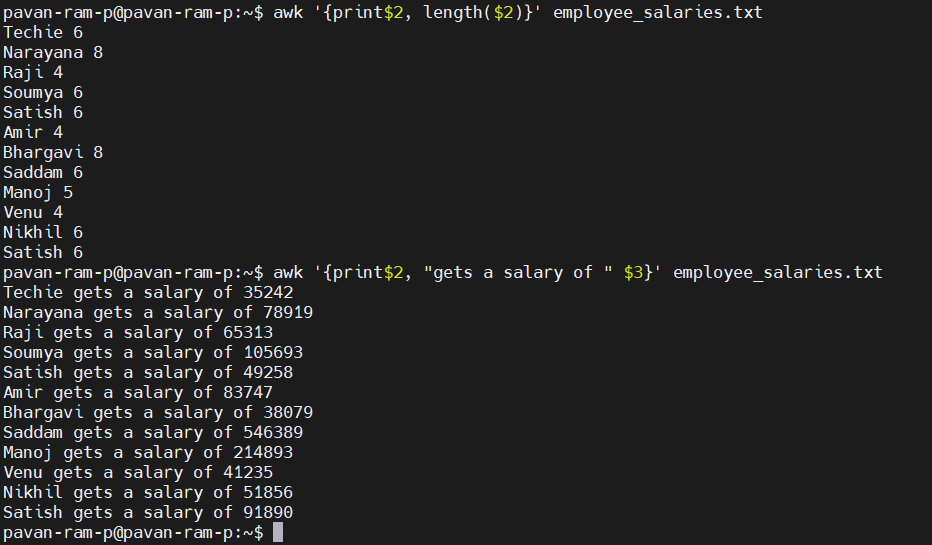 pavan-ram-p@pavan-ram-p:~$ awk '{print$2, length($2)}' employee_salaries.txt
Techie 6
Narayana 8
Raji 4
Soumya 6
Satish 6
Amir 4
Bhargavi 8
Saddam 6
Manoj 5
Venu 4
Nikhil 6
Satish 6
pavan-ram-p@pavan-ram-p:~$ awk '{print$2, "gets a salary of " $3}' employee_salaries.txt
Techie gets a salary of 35242
Narayana gets a salary of 78919
Raji gets a salary of 65313
Soumya gets a salary of 105693
Satish gets a salary of 49258
Amir gets a salary of 83747
Bhargavi gets a salary of 38079
Saddam gets a salary of 546389
Manoj gets a salary of 214893
Venu gets a salary of 41235
Nikhil gets a salary of 51856
Satish gets a salary of 91890
pavan-ram-p@pavan-ram-p:~$